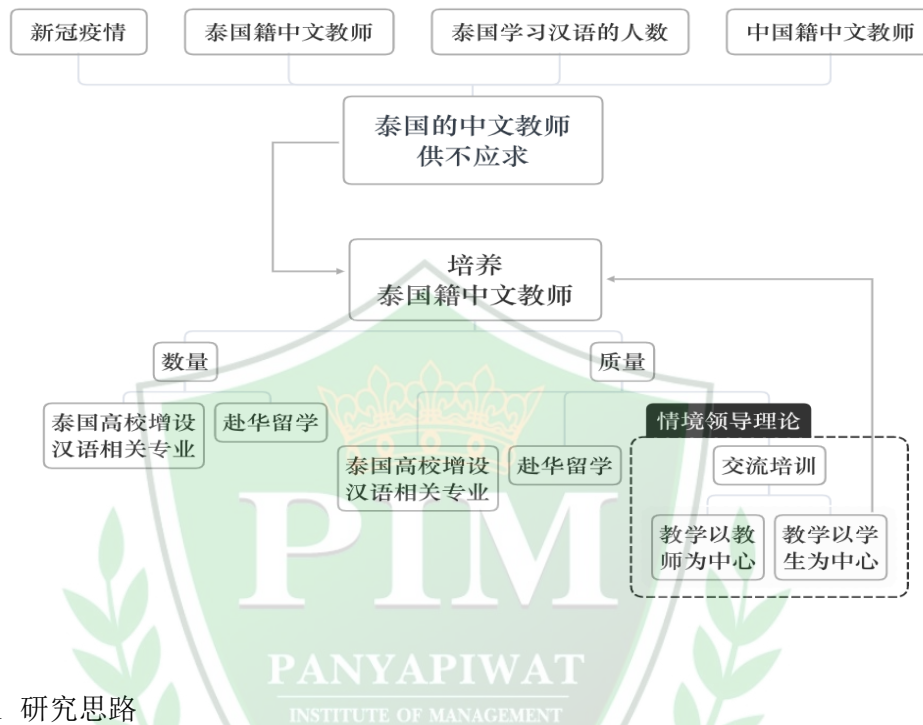 新冠疫情
泰国籍中文教师
泰国学习汉语的人数
中国籍中文教师
泰国的中文教师
供不应求
培养
泰国籍中文教师
数量
质量
泰国高校增设
汉语相关专业
赴华留学
情境领导理论
泰国高校增设
汉语相关专业
赴华留学
交流培训
教学以教
师为中心
教学以学
生为中心
PIM
PANYAPIWAT
INSTITUTE OF MANAGEMENT
研究思路